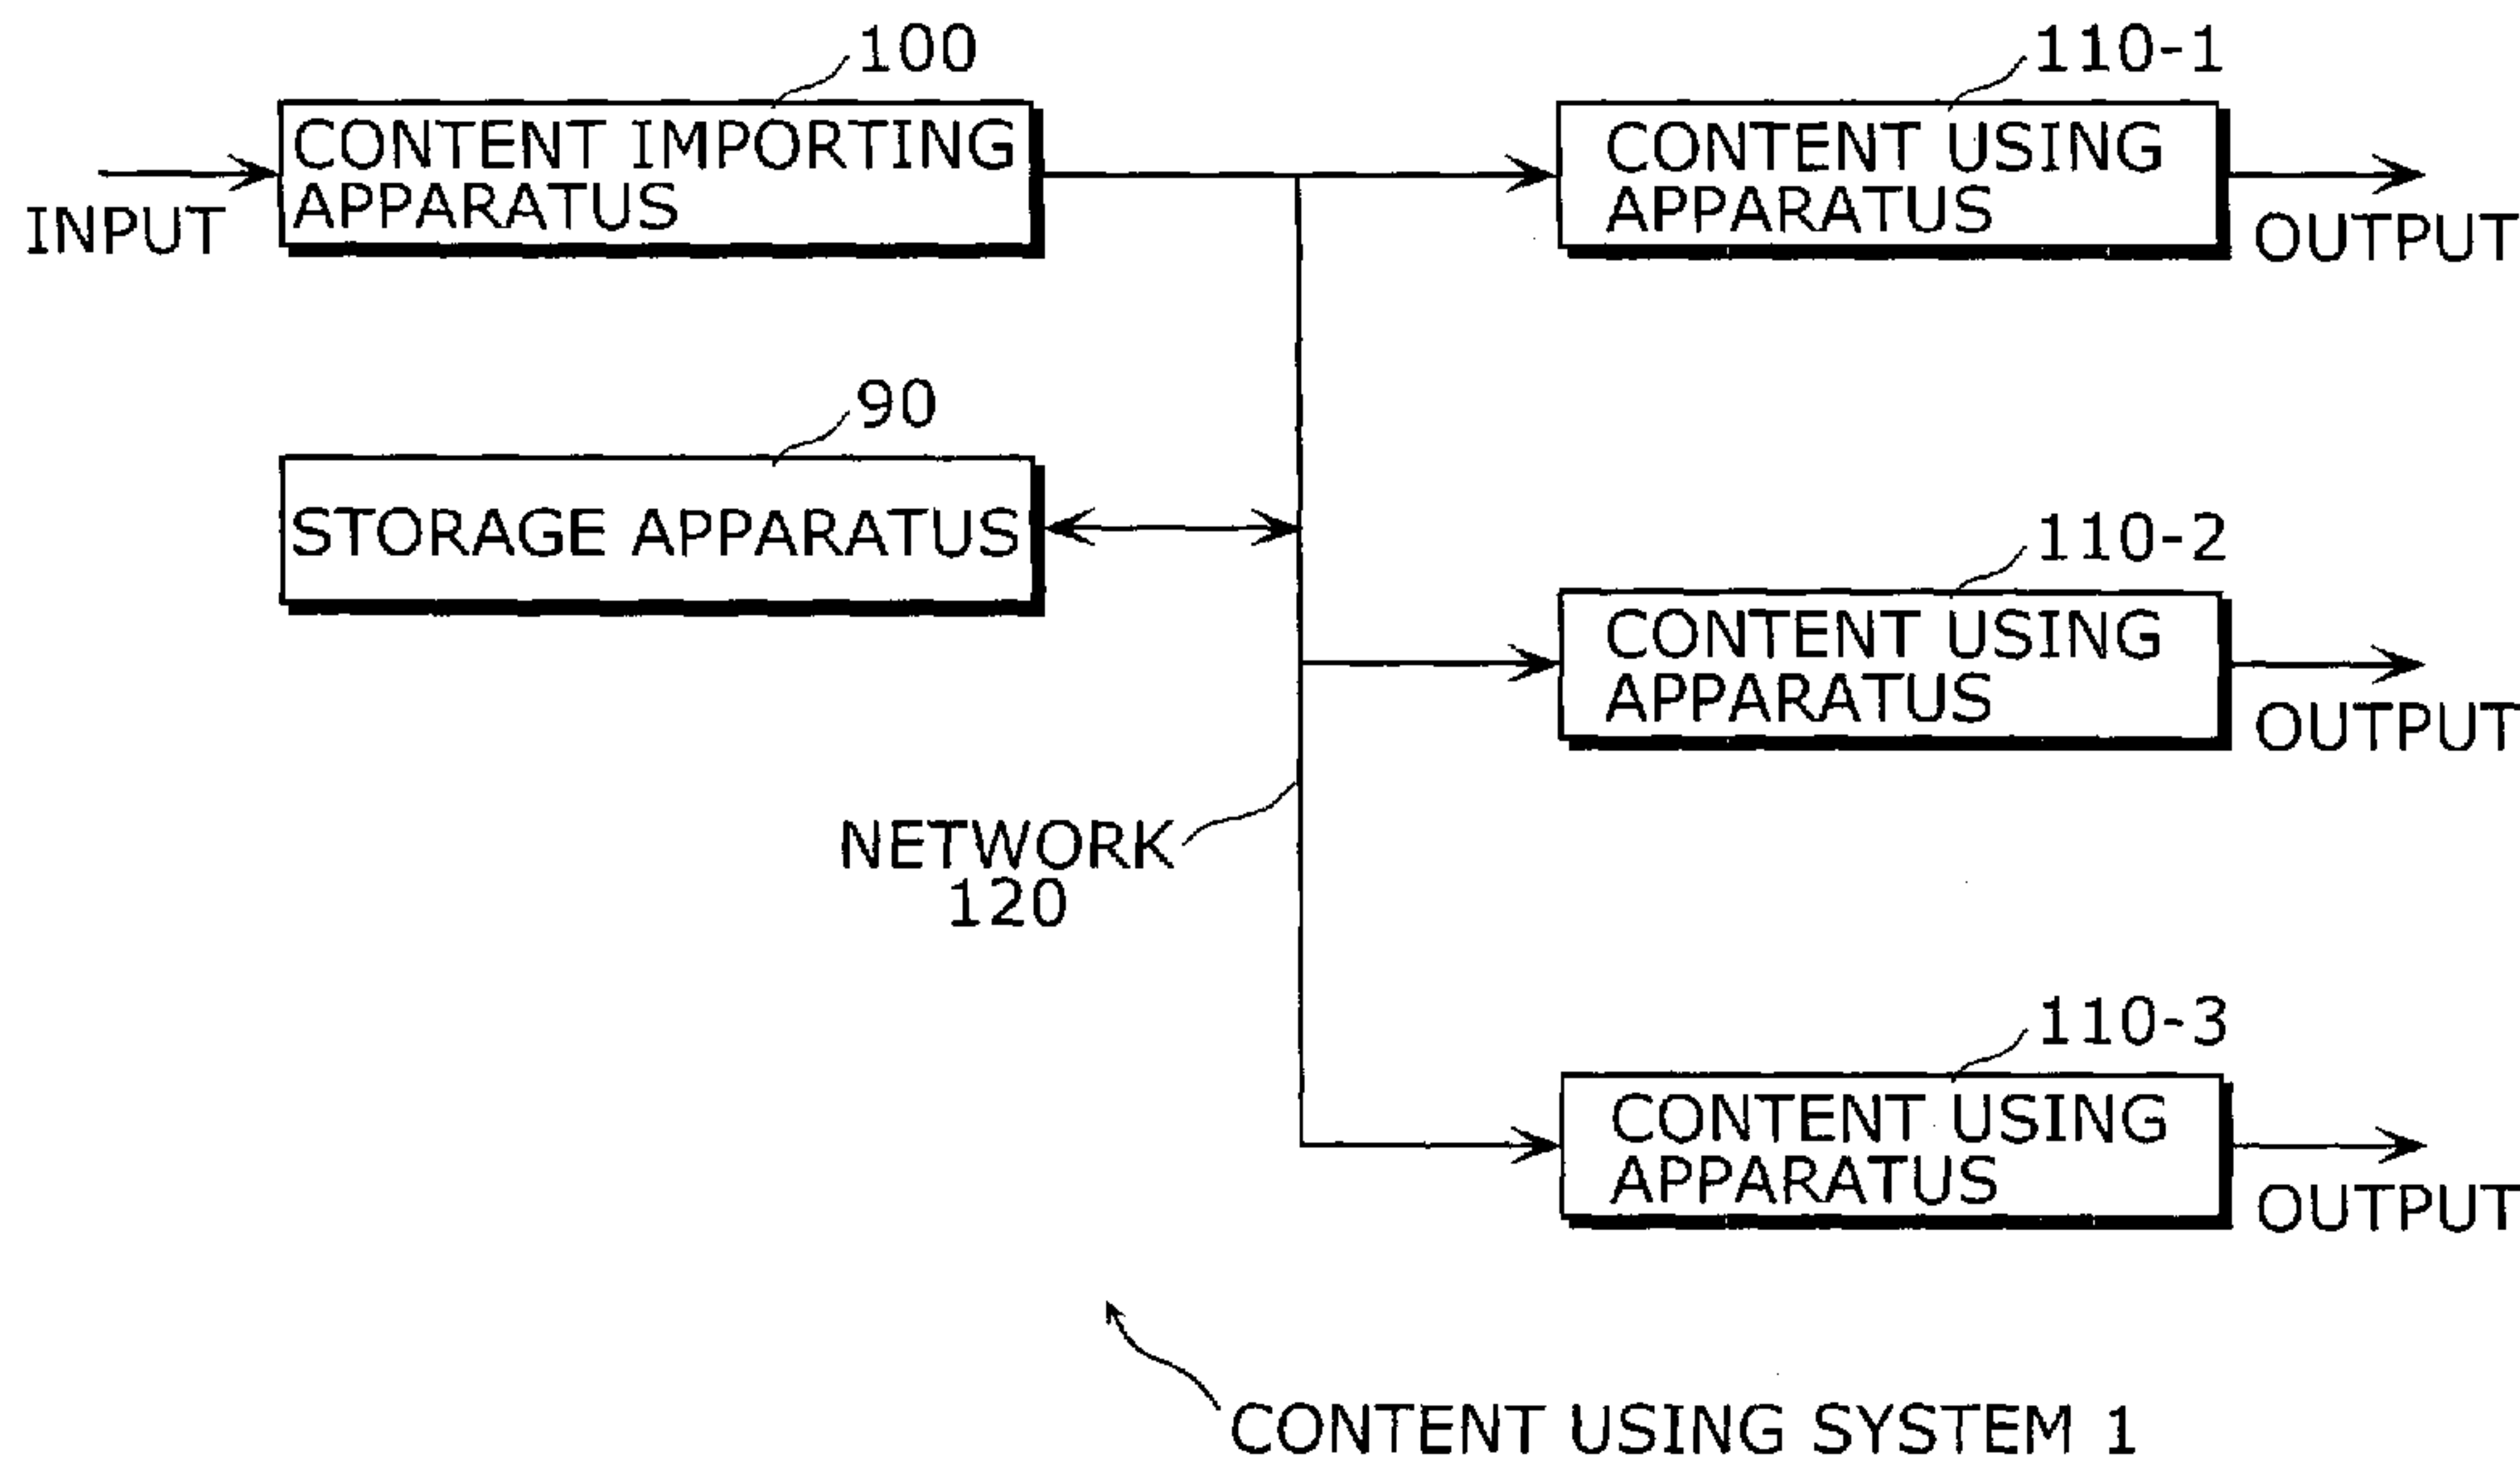 100
CONTENT IMPORTING
APPARATUS
INPUT
110-1
CONTENT USING
APPARATUS
OUTPUT
90
STORAGE APPARATUS
110-2
CONTENT USING
APPARATUS
OUTPUT
NETWORK
120
110-3
CONTENT USING
APPARATUS
OUTPUT
CONTENT USING SYSTEM 1